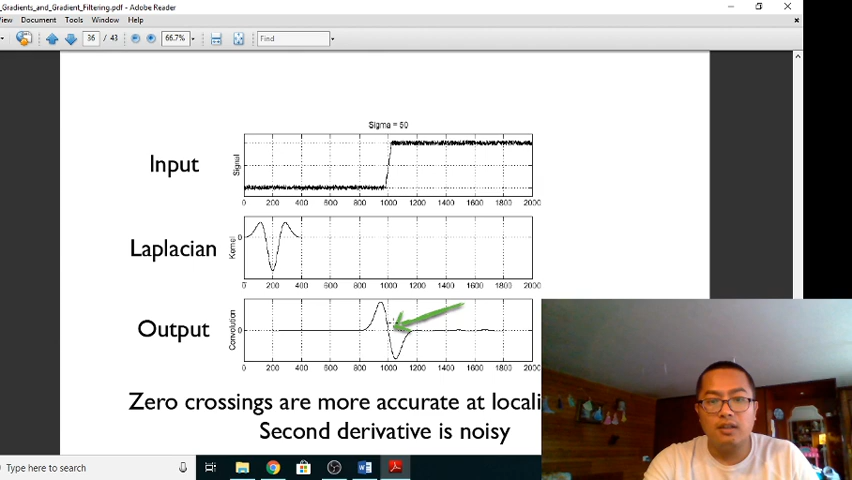 _Gradients_and_Gradient_Filtering.pdf - Adobe Reader
View Document Tools Window Help
36 / 43 66.7% Find
Sigma = 50
Input
Signal
0 200 400 600 800 1000 1200 1400 1600 1800 2000
Laplacian
Kernel
0
0 200 400 600 800 1000 1200 1400 1600 1800 2000
Output
Convolution
0
0 200 400 600 800 1000 1200 1400 1600 1800 2000
Zero crossings are more accurate at locali
Second derivative is noisy
Type here to search